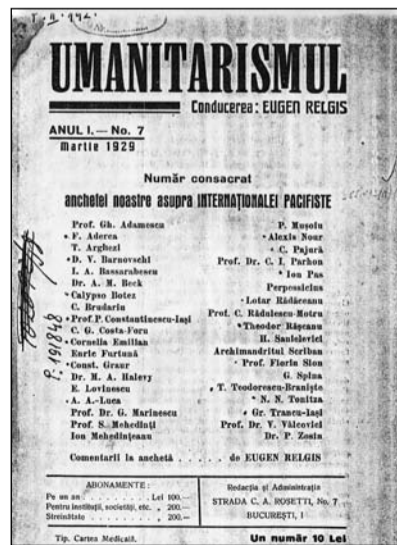 UMANITARISMUL
Conducerea: EUGEN RELGIS
ANUL I. — No. 7
Martie 1929
Număr consacrat
anchetei noastre asupra INTERNAȚIONALEI PACIFISTE
Prof. Gh. Adamescu
F. Aderca
T. Arghezi
D. V. Barnovschi
I. A. Bassarabescu
Dr. A. M. Beck
Calypso Botez
C. Brudariu
Prof. P. Constantinescu-Iași
C. G. Costa-Foru
Cornelia Emilian
Enric Furtună
Const. Graur
Dr. M. A. Halevy
E. Lovinescu
A. A.-Luca
Prof. Dr. G. Marinescu
Prof. S. Mehedinți
Ion Mehedințeanu
P. Mușoiu
Alexis Nour
C. Pajură
Prof. Dr. C. I. Parhon
Ion Pas
Perpessicius
Lotar Rădăceanu
Prof. C. Rădulescu-Motru
Theodor Râșcanu
H. Sanielevici
Archimandritul Scriban
Prof. Florin Sion
G. Spina
T. Teodorescu-Braniște
N. N. Tonitza
Gr. Trancu-Iași
Prof. Dr. V. Vâlcovici
Dr. P. Zosin
Comentarii la anchetă . . . . . de EUGEN RELGIS
ABONAMENTE:
Pe un an . . . . . . . . Lei 100.—
Pentru instituții, societăți, etc. „ 200.—
Streinătate . . . . . . . „ 200.—
Redacția și Administrația
STRADA C. A. ROSETTI, No. 7
BUCUREȘTI, I
Tip. Cartea Medicală.
Un număr 10 Lei
P. 191.848